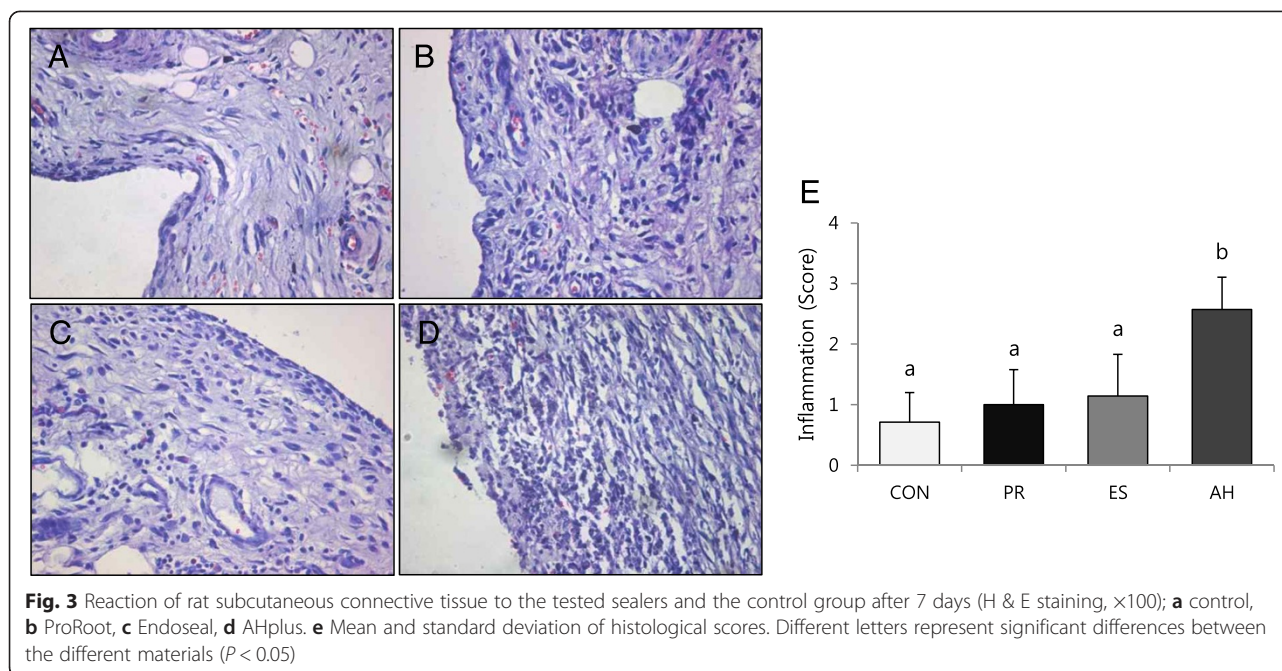 A
B
C
D
E
Inflammation (Score)
4
3
2
1
0
a
a
a
b
CON
PR
ES
AH
Fig. 3 Reaction of rat subcutaneous connective tissue to the tested sealers and the control group after 7 days (H & E staining, ×100); a control,
b ProRoot, c Endoseal, d AHplus. e Mean and standard deviation of histological scores. Different letters represent significant differences between
the different materials (P < 0.05)